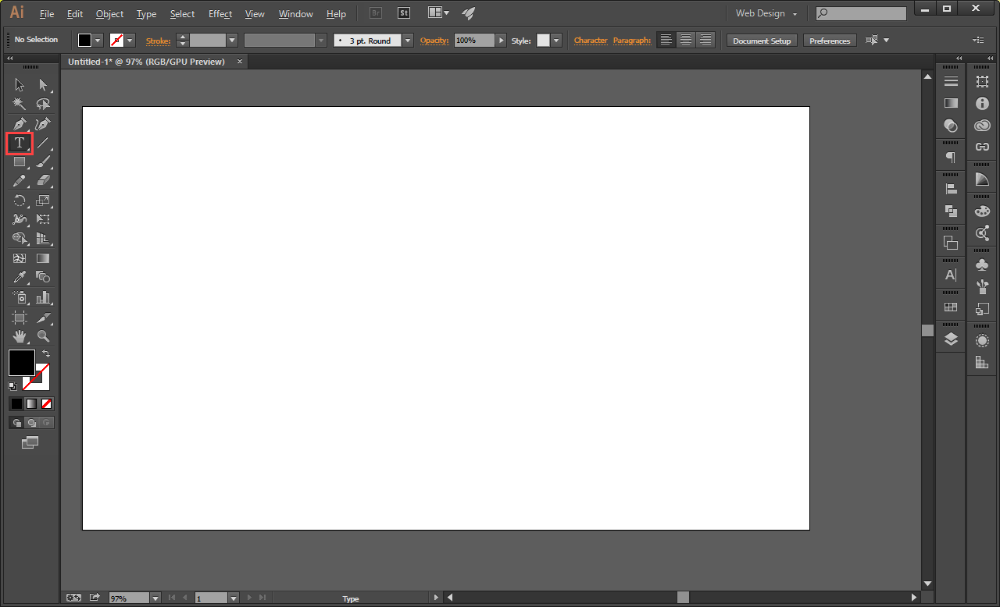 Ai File Edit Object Type Select Effect View Window Help Br St Web Design
No Selection Stroke: 3 pt. Round Opacity: 100% Style: Character Paragraph: Document Setup Preferences
Untitled-1* @ 97% (RGB/GPU Preview) ×
T
A
97% 1 Type